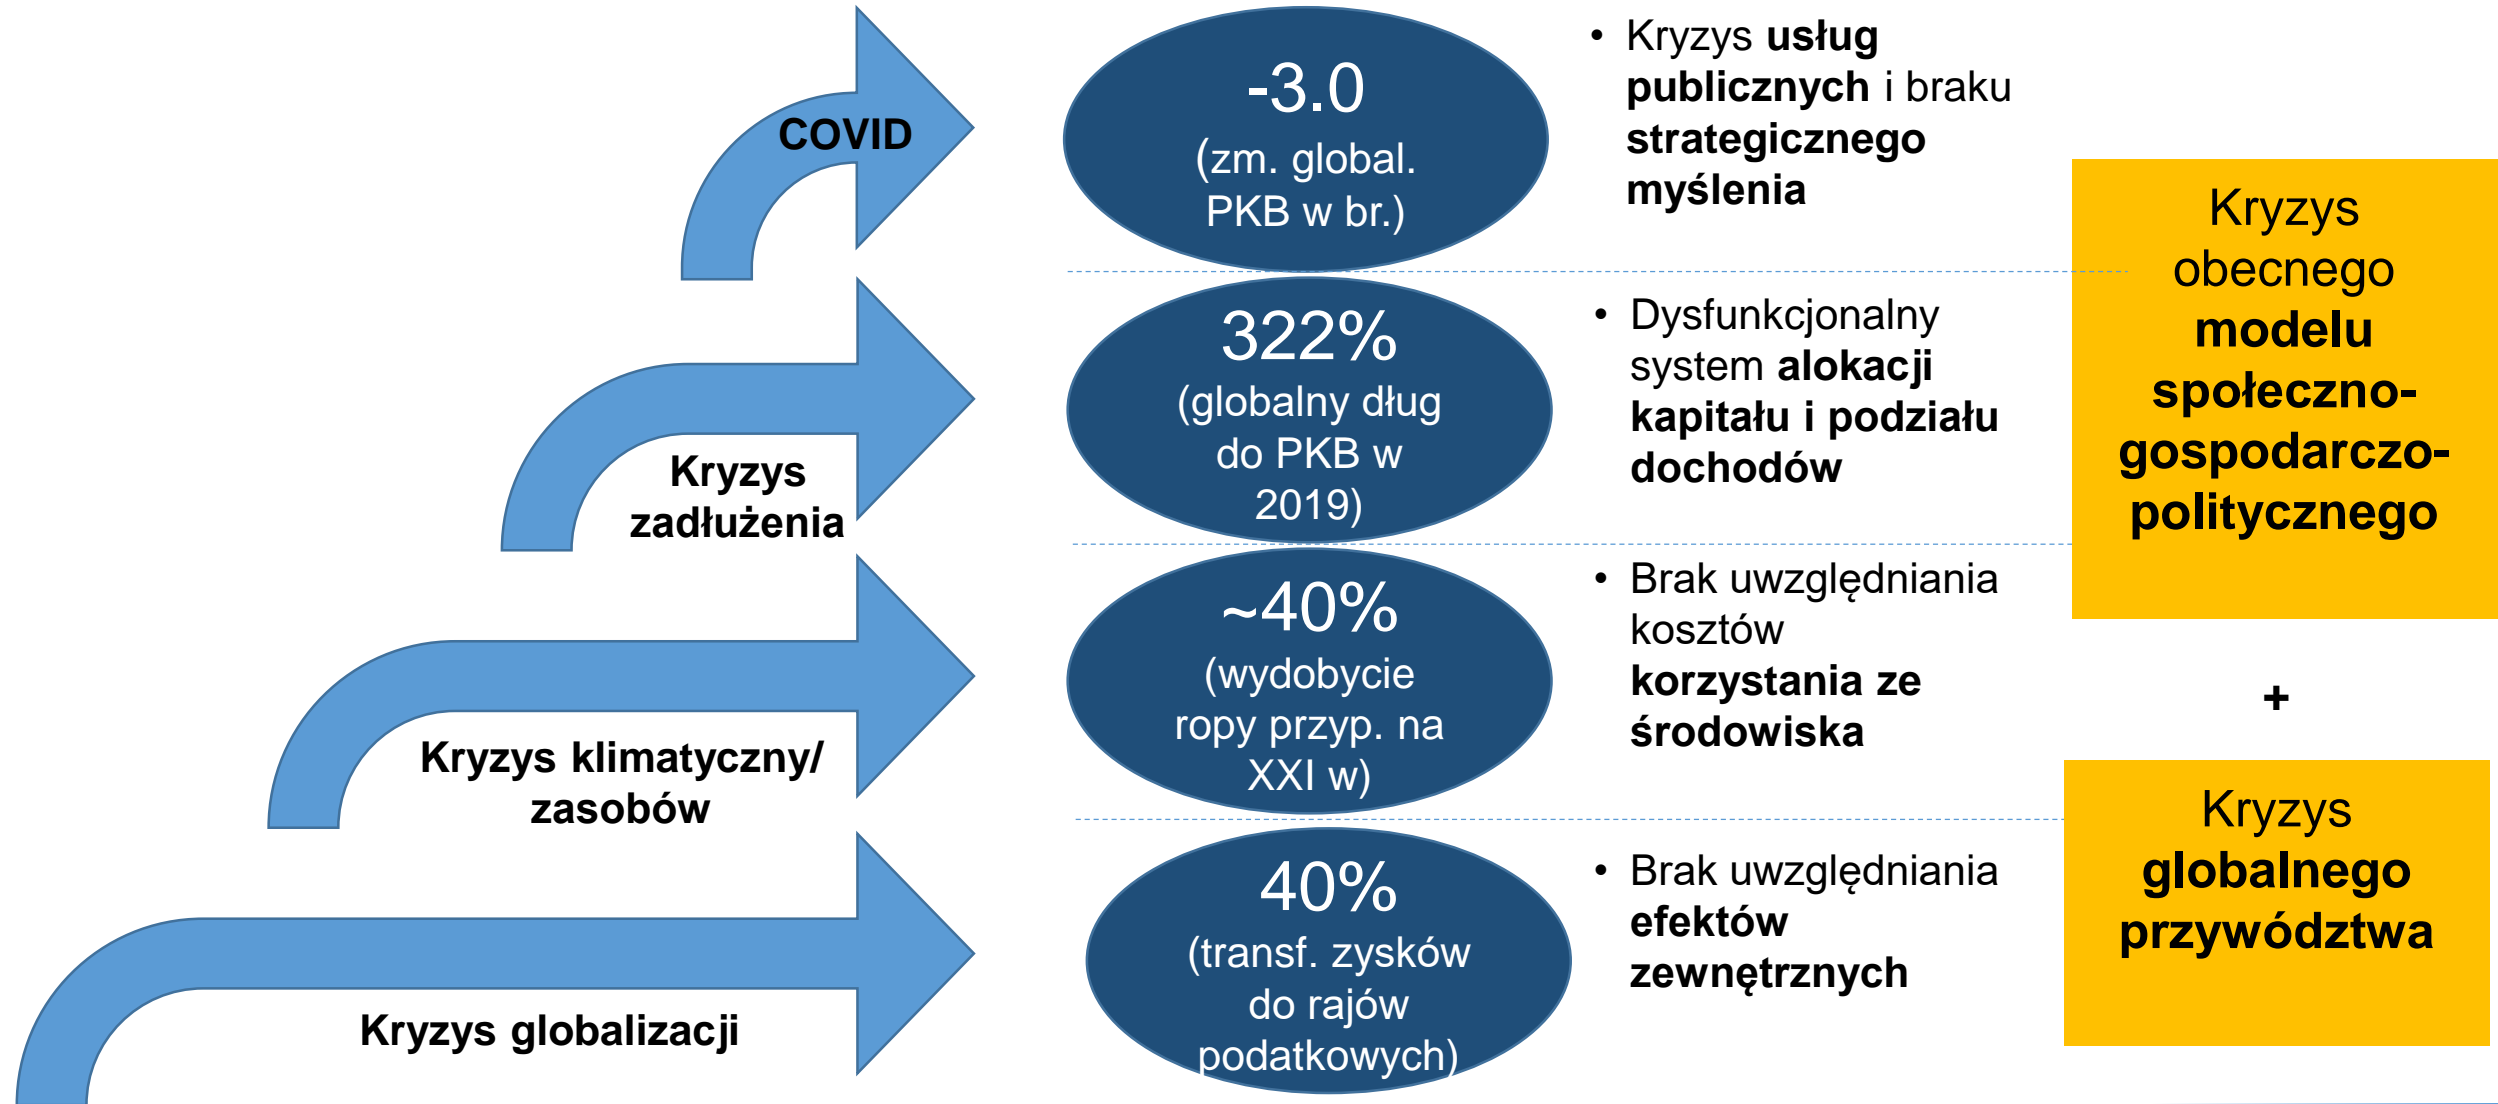 COVID
-3.0
(zm. global.
PKB w br.)
• Kryzys usług
publicznych i braku
strategicznego
myślenia
Kryzys
zadłużenia
322%
(globalny dług
do PKB w
2019)
• Dysfunkcjonalny
system alokacji
kapitału i podziału
dochodów
Kryzys klimatyczny/
zasobów
~40%
(wydobycie
ropy przyp. na
XXI w)
• Brak uwzględniania
kosztów
korzystania ze
środowiska
Kryzys globalizacji
40%
(transf. zysków
do rajów
podatkowych)
• Brak uwzględniania
efektów
zewnętrznych
Kryzys
obecnego
modelu
społeczno-
gospodarczo-
politycznego
+
Kryzys
globalnego
przywództwa